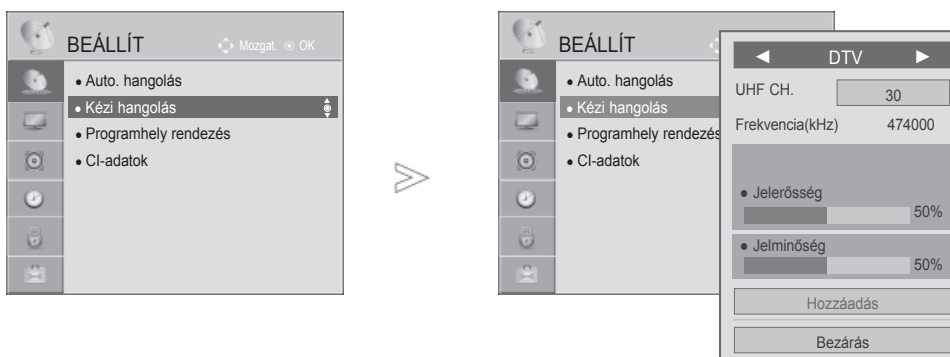 BEÁLLÍT
Mozgat. OK
● Auto. hangolás
● Kézi hangolás
● Programhely rendezés
● CI-adatok
BEÁLLÍT
● Auto. hangolás
● Kézi hangolás
● Programhely rendezés
● CI-adatok
◄ DTV ►
UHF CH. 30
Frekvencia(kHz) 474000
● Jelerősség
50%
● Jelminőség
50%
Hozzáadás
Bezárás